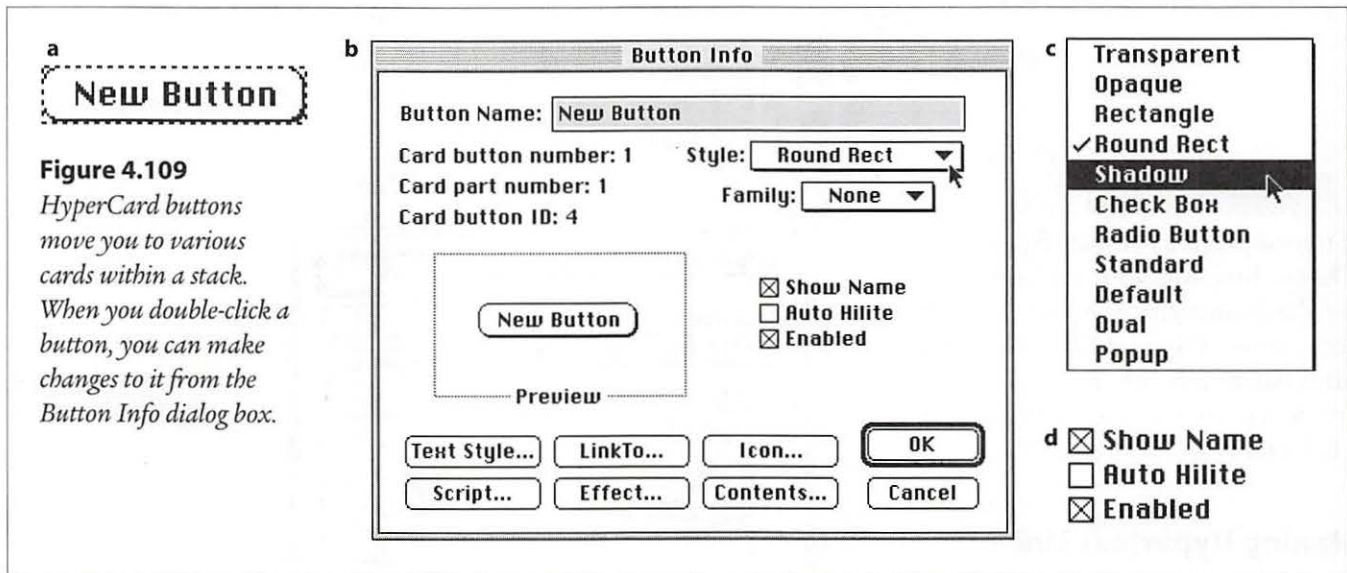 a
New Button
Figure 4.109
HyperCard buttons
move you to various
cards within a stack.
When you double-click a
button, you can make
changes to it from the
Button Info dialog box.
b
Button Info
Button Name: New Button
Card button number: 1 Style: Round Rect
Card part number: 1 Family: None
Card button ID: 4
New Button
Preview
Show Name
Auto Hilite
Enabled
Text Style... LinkTo... Icon... OK
Script... Effect... Contents... Cancel
c
Transparent
Opaque
Rectangle
✓Round Rect
Shadow
Check Box
Radio Button
Standard
Default
Oval
Popup
d
Show Name
Auto Hilite
Enabled